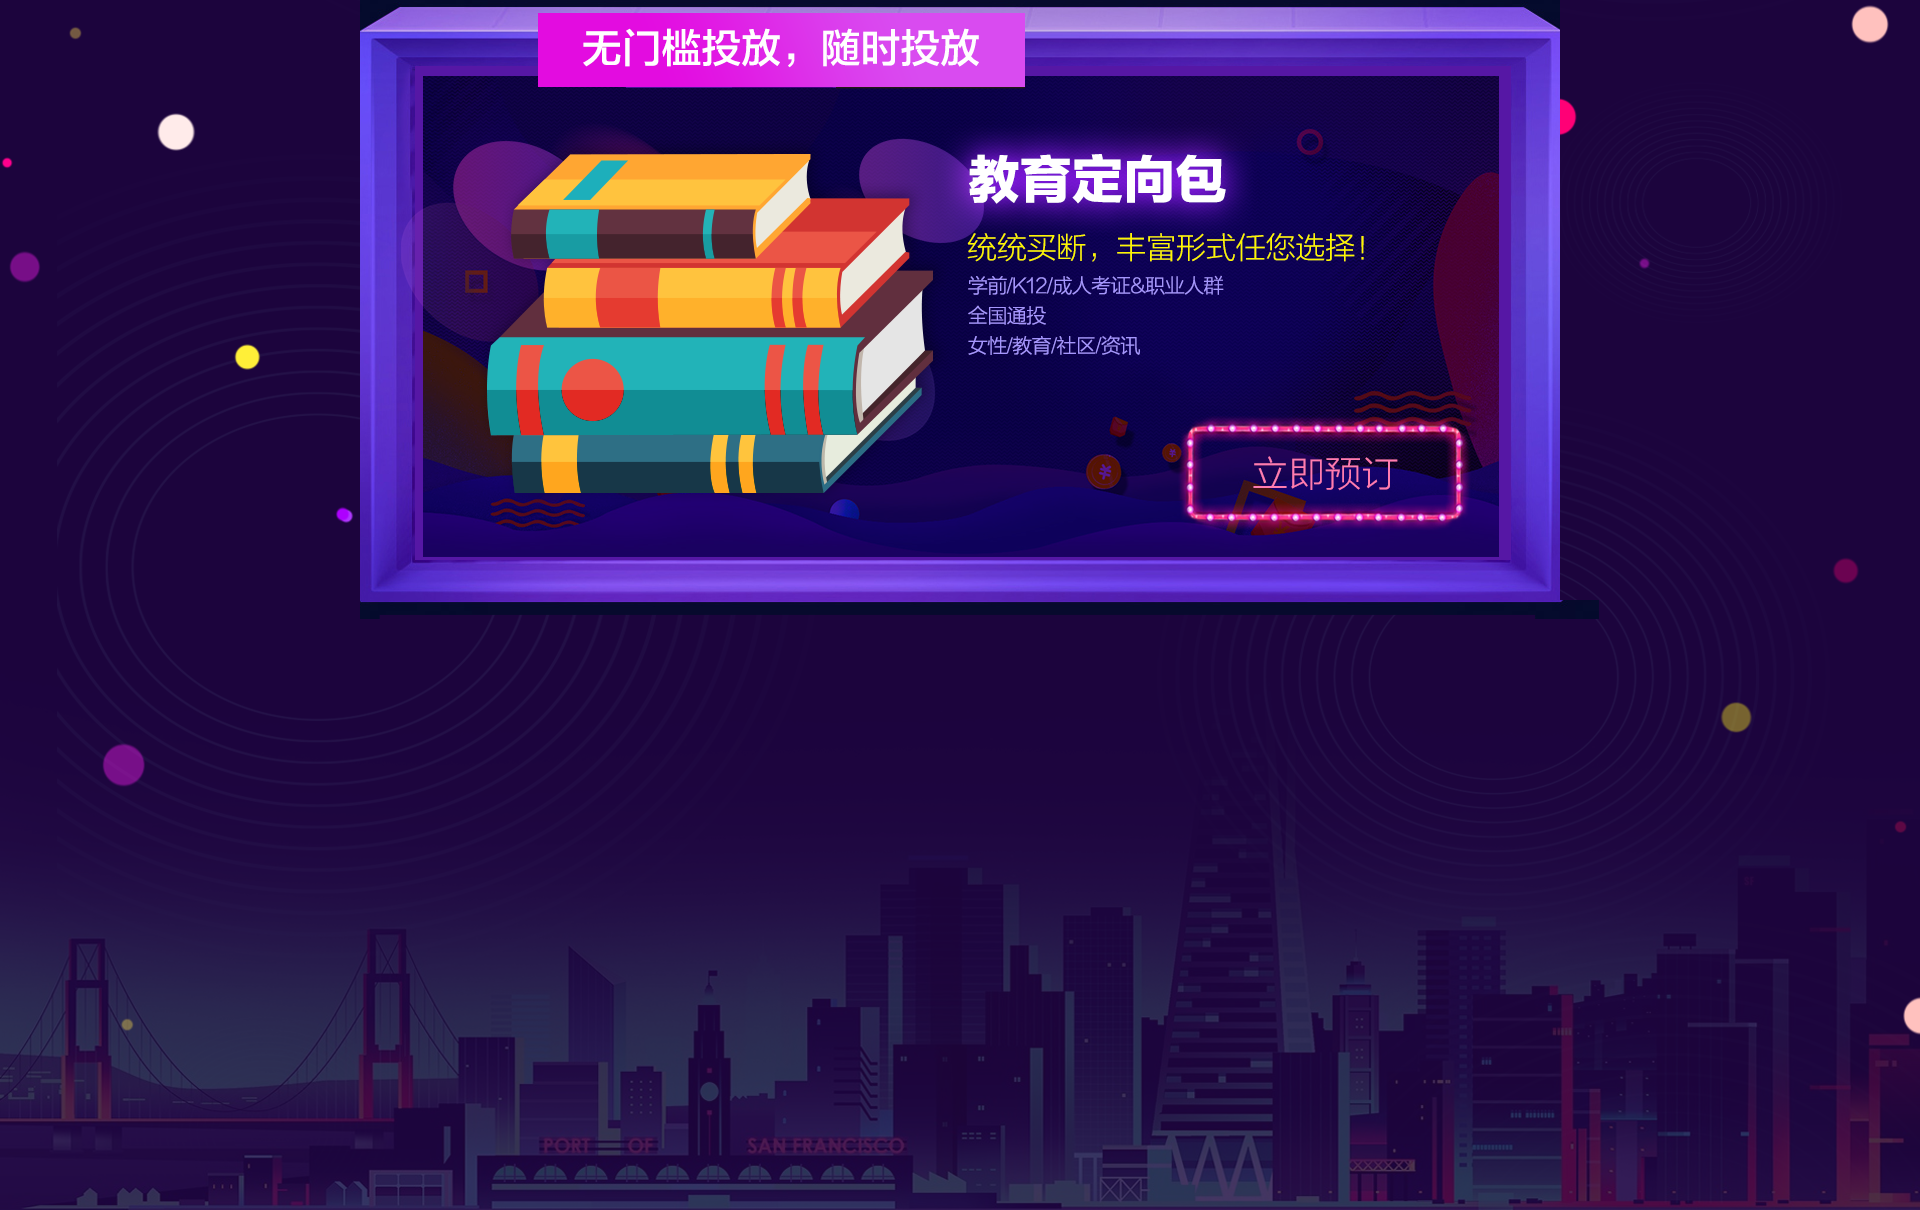 无门槛投放，随时投放
教育定向包
统统买断，丰富形式任您选择！
学前/K12/成人考证&职业人群
全国通投
女性/教育/社区/资讯
立即预订
PORT OF SAN FRANCISCO